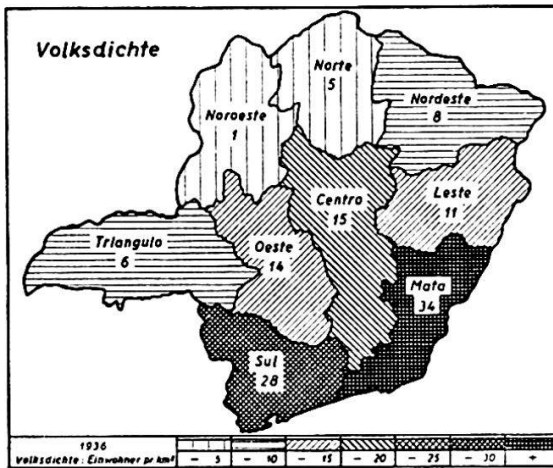 Volksdichte
Norte
5
Noroeste
1
Nordeste
8
Centro
15
Leste
11
Triangulo
6
Oeste
14
Mata
34
Sul
28
1936
Volksdichte: Einwohner pr km²
- 5 - 10 - 15 - 20 - 25 - 30 +